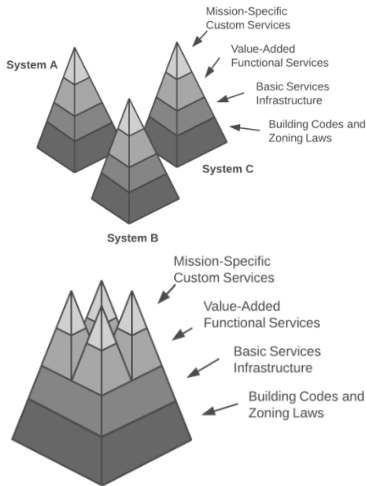 Mission-Specific
Custom Services
System A
Value-Added
Functional Services
Basic Services
Infrastructure
Building Codes and
Zoning Laws
System C
System B
Mission-Specific
Custom Services
Value-Added
Functional Services
Basic Services
Infrastructure
Building Codes and
Zoning Laws